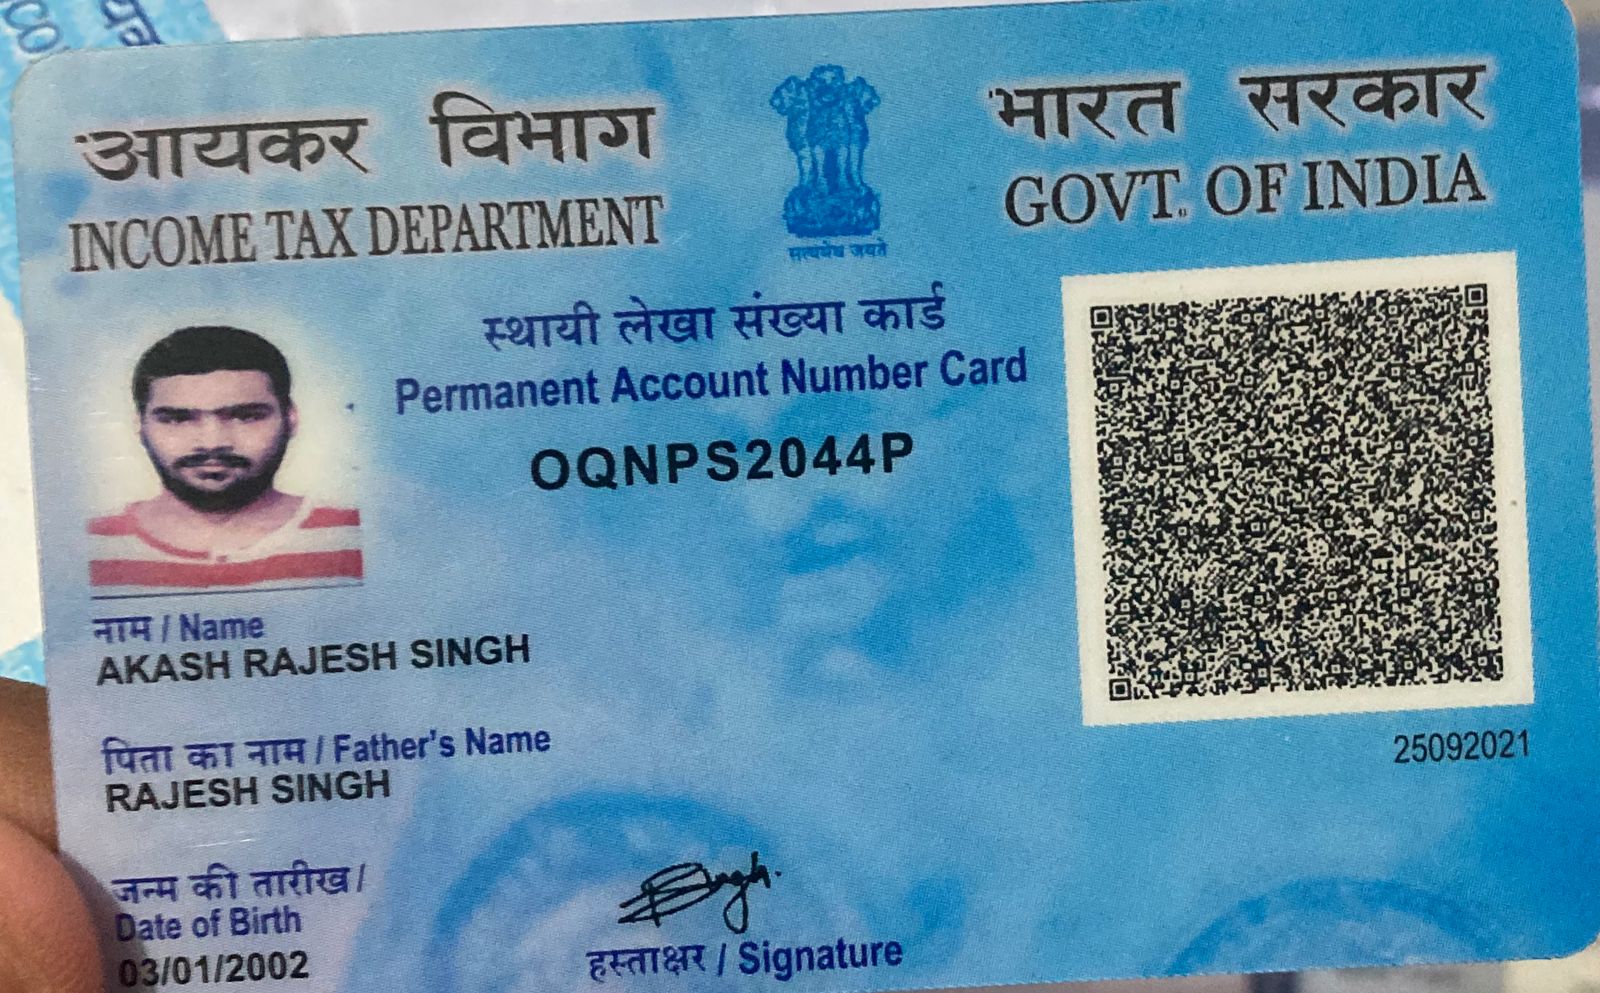 आयकर विभाग
INCOME TAX DEPARTMENT
सत्यमेव जयते
भारत सरकार
GOVT. OF INDIA
स्थायी लेखा संख्या कार्ड
Permanent Account Number Card
OQNPS2044P
नाम / Name
AKASH RAJESH SINGH
पिता का नाम / Father's Name
RAJESH SINGH
25092021
जन्म की तारीख /
Date of Birth
03/01/2002
Singh.
हस्ताक्षर / Signature